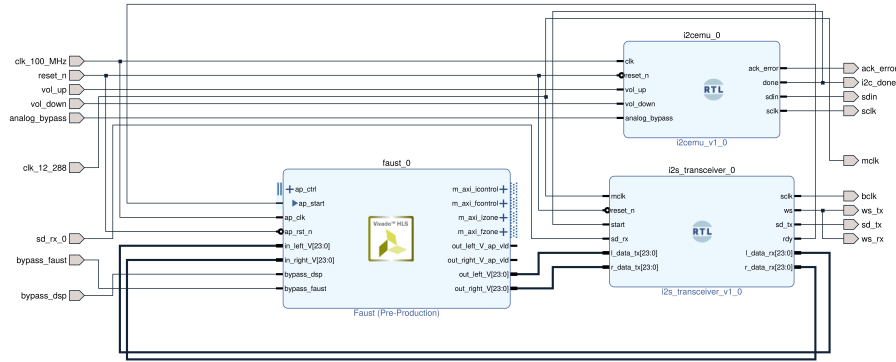 i2cemu_0
clk_100_MHz
reset_n
vol_up
vol_down
analog_bypass
clk_12_288
sd_rx_0
bypass_faust
bypass_dsp
clk
reset_n
vol_up
vol_down
analog_bypass
ack_error
done
sdin
sclk
RTL
i2cemu_v1_0
ack_error
i2c_done
sdin
sclk
mclk
bclk
ws_tx
sd_tx
ws_rx
faust_0
ap_ctrl
ap_start
ap_clk
ap_rst_n
in_left_V[23:0]
in_right_V[23:0]
bypass_dsp
bypass_faust
Vivado™ HLS
m_axi_icontrol
m_axi_fcontrol
m_axi_izone
m_axi_fzone
out_left_V_ap_vld
out_right_V_ap_vld
out_left_V[23:0]
out_right_V[23:0]
Faust (Pre-Production)
i2s_transceiver_0
mclk
reset_n
start
sd_rx
l_data_tx[23:0]
r_data_tx[23:0]
RTL
sclk
ws
sd_tx
rdy
l_data_rx[23:0]
r_data_rx[23:0]
i2s_transceiver_v1_0